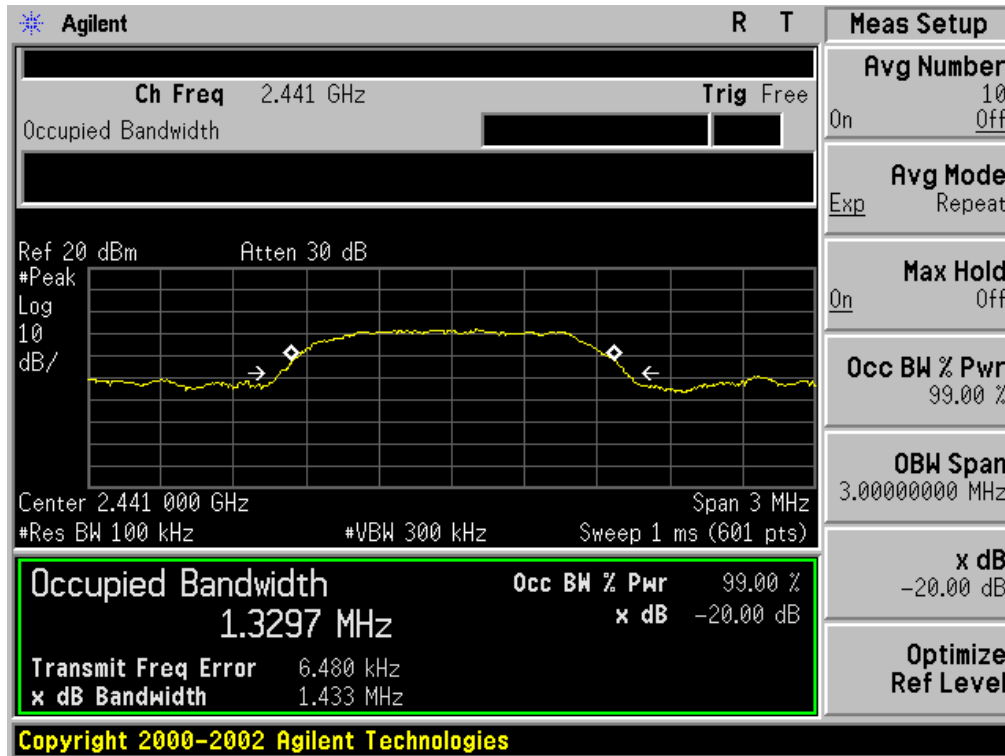 Agilent R T
Ch Freq 2.441 GHz Trig Free
Occupied Bandwidth
Ref 20 dBm Atten 30 dB
#Peak
Log
10
dB/
Center 2.441 000 GHz Span 3 MHz
#Res BW 100 kHz #VBW 300 kHz Sweep 1 ms (601 pts)
Occupied Bandwidth Occ BW % Pwr 99.00 %
1.3297 MHz x dB -20.00 dB
Transmit Freq Error 6.480 kHz
x dB Bandwidth 1.433 MHz
Copyright 2000-2002 Agilent Technologies
Meas Setup
Avg Number
10
On Off
Avg Mode
Exp Repeat
Max Hold
On Off
Occ BW % Pwr
99.00 %
OBW Span
3.00000000 MHz
x dB
-20.00 dB
Optimize
Ref Level